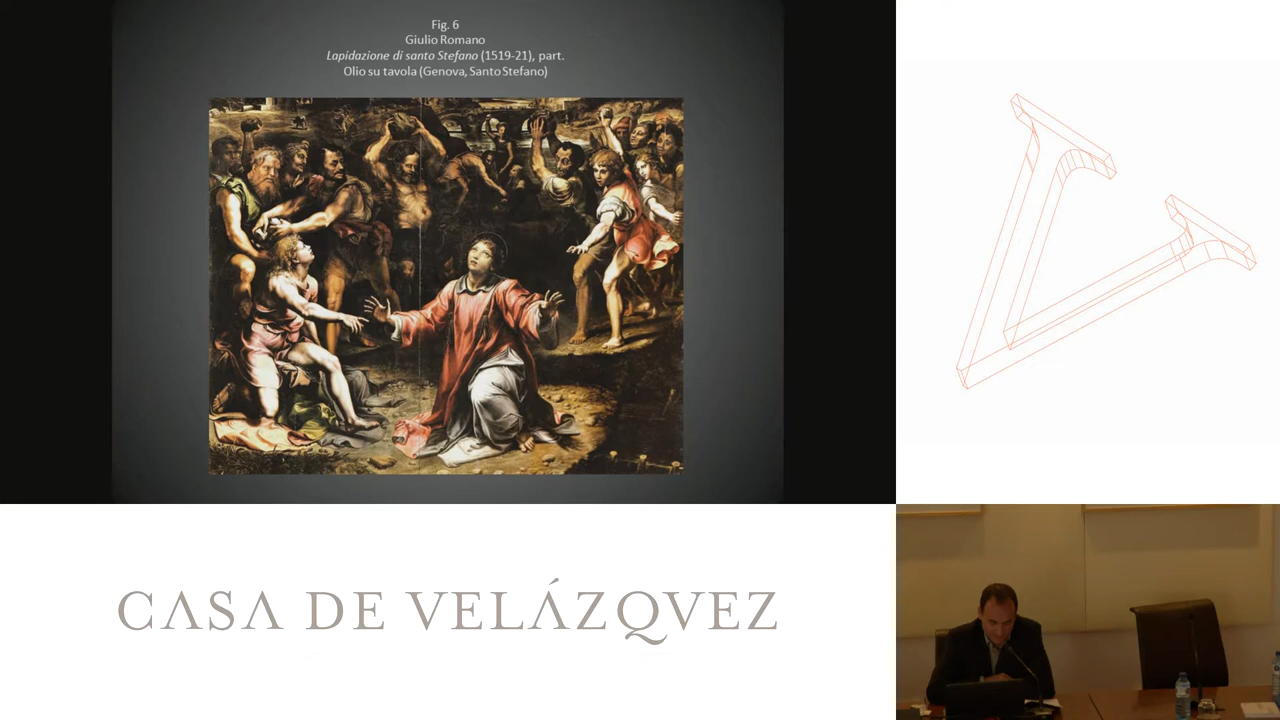 Fig. 6
Giulio Romano
Lapidazione di santo Stefano (1519-21), part.
Olio su tavola (Genova, Santo Stefano)
CASA DE VELÁZQVEZ